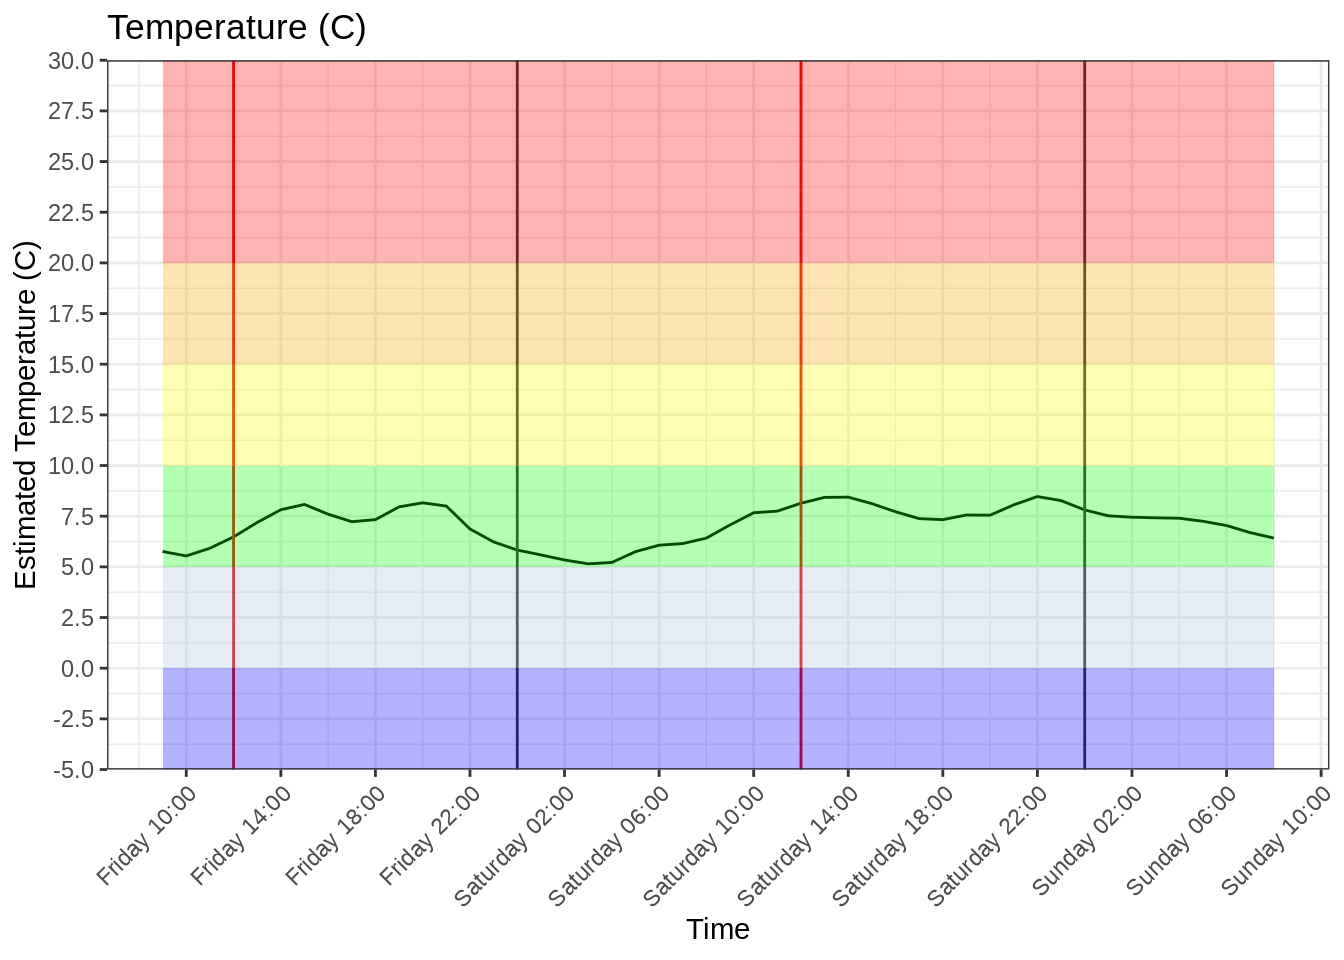 Temperature (C)
Estimated Temperature (C)
30.0
27.5
25.0
22.5
20.0
17.5
15.0
12.5
10.0
7.5
5.0
2.5
0.0
-2.5
-5.0
Friday 10:00
Friday 14:00
Friday 18:00
Friday 22:00
Saturday 02:00
Saturday 06:00
Saturday 10:00
Saturday 14:00
Saturday 18:00
Saturday 22:00
Sunday 02:00
Sunday 06:00
Sunday 10:00
Time